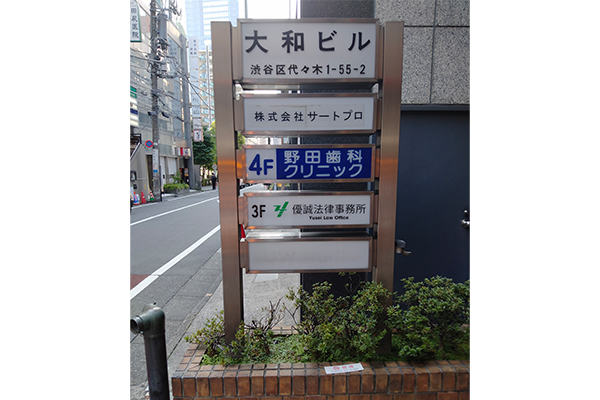 大和ビル
渋谷区代々木1-55-2
株式会社サートプロ
4F 野田歯科
クリニック
3F 優誠法律事務所
Yusei Law Office